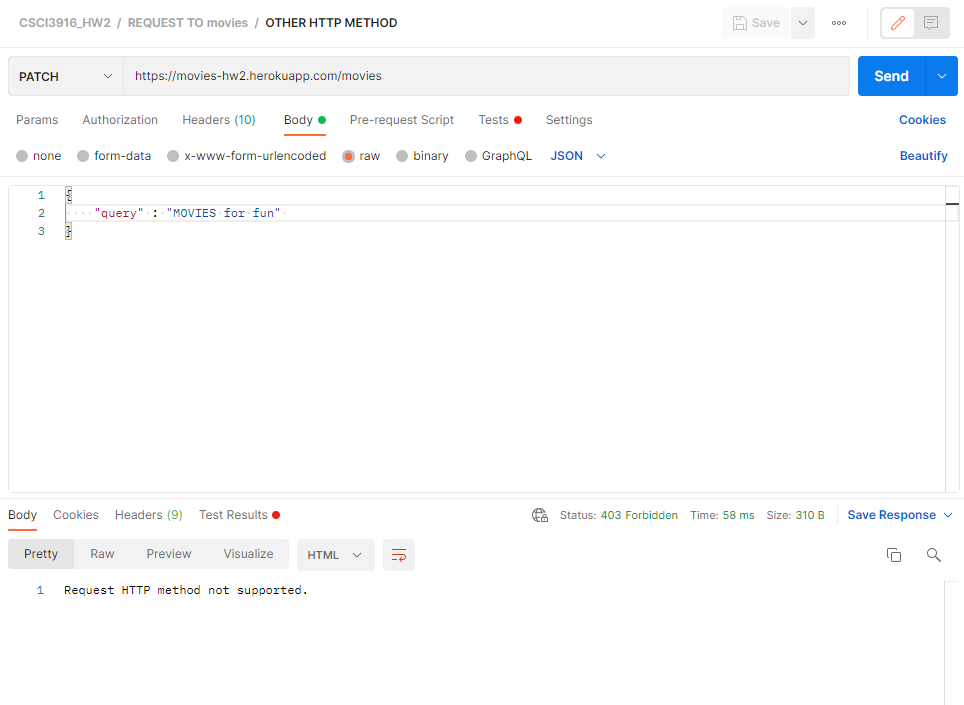 CSCI3916_HW2 / REQUEST TO movies / OTHER HTTP METHOD
Save
PATCH
https://movies-hw2.herokuapp.com/movies
Send
Params Authorization Headers (10) Body Pre-request Script Tests Settings Cookies
none form-data x-www-form-urlencoded raw binary GraphQL JSON Beautify
1 {
2 "query" : "MOVIES for fun"
3 }
Body Cookies Headers (9) Test Results Status: 403 Forbidden Time: 58 ms Size: 310 B Save Response
Pretty Raw Preview Visualize HTML
1 Request HTTP method not supported.